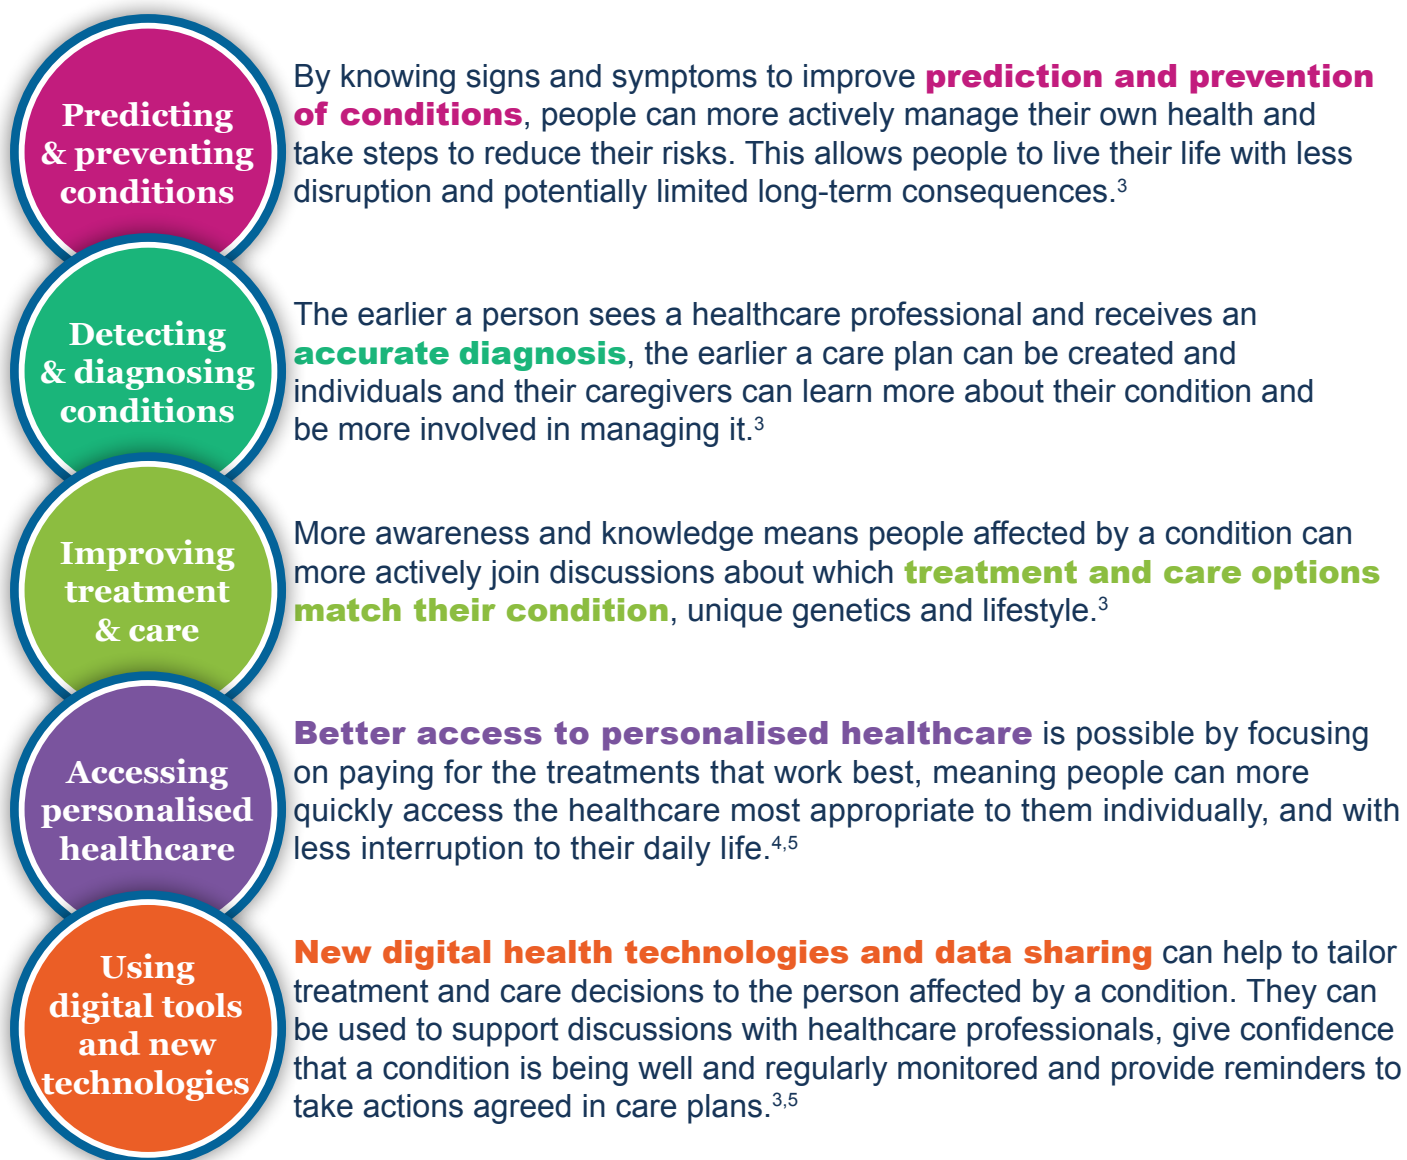 Predicting
& preventing
conditions
By knowing signs and symptoms to improve prediction and prevention
of conditions, people can more actively manage their own health and
take steps to reduce their risks. This allows people to live their life with less
disruption and potentially limited long-term consequences.3
Detecting
& diagnosing
conditions
The earlier a person sees a healthcare professional and receives an
accurate diagnosis, the earlier a care plan can be created and
individuals and their caregivers can learn more about their condition and
be more involved in managing it.3
Improving
treatment
& care
More awareness and knowledge means people affected by a condition can
more actively join discussions about which treatment and care options
match their condition, unique genetics and lifestyle.3
Accessing
personalised
healthcare
Better access to personalised healthcare is possible by focusing
on paying for the treatments that work best, meaning people can more
quickly access the healthcare most appropriate to them individually, and with
less interruption to their daily life.4,5
Using
digital tools
and new
technologies
New digital health technologies and data sharing can help to tailor
treatment and care decisions to the person affected by a condition. They can
be used to support discussions with healthcare professionals, give confidence
that a condition is being well and regularly monitored and provide reminders to
take actions agreed in care plans.3,5